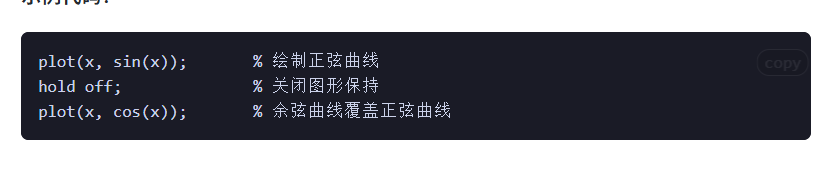 plot(x, sin(x));       % 绘制正弦曲线
copy
hold off;              % 关闭图形保持
plot(x, cos(x));       % 余弦曲线覆盖正弦曲线